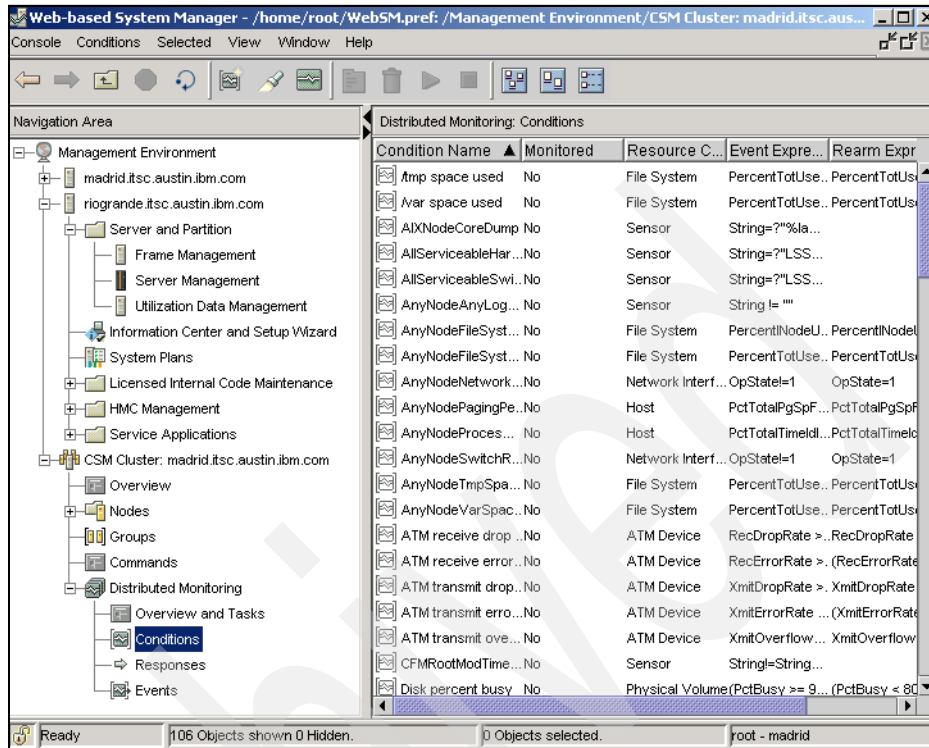 Web-based System Manager - /home/root/WebSM.pref: /Management Environment/CSM Cluster: madrid.itsc.aus...
Console Conditions Selected View Window Help
Navigation Area
Management Environment
madrid.itsc.austin.ibm.com
riogrande.itsc.austin.ibm.com
Server and Partition
Frame Management
Server Management
Utilization Data Management
Information Center and Setup Wizard
System Plans
Licensed Internal Code Maintenance
HMC Management
Service Applications
CSM Cluster: madrid.itsc.austin.ibm.com
Overview
Nodes
Groups
Commands
Distributed Monitoring
Overview and Tasks
Conditions
Responses
Events
Distributed Monitoring: Conditions
Condition Name Monitored Resource C... Event Expre... Rearm Expr
/tmp space used No File System PercentTotUse... PercentTotUse
/var space used No File System PercentTotUse... PercentTotUse
AIXNodeCoreDump No Sensor String=?"%la...
AllServiceableHar... No Sensor String=?"LSS...
AllServiceableSwi... No Sensor String=?"LSS...
AnyNodeAnyLog... No Sensor String != ""
AnyNodeFileSyst... No File System PercentINodeU... PercentINodeU
AnyNodeFileSyst... No File System PercentTotUse... PercentTotUse
AnyNodeNetwork... No Network Interf... OpState!=1 OpState=1
AnyNodePagingPe... No Host PctTotalPgSpF... PctTotalPgSpF
AnyNodeProces... No Host PctTotalTimeIdl... PctTotalTimeIc
AnyNodeSwitchR... No Network Interf... OpState!=1 OpState=1
AnyNodeTmpSpa... No File System PercentTotUse... PercentTotUse
AnyNodeVarSpac... No File System PercentTotUse... PercentTotUse
ATM receive drop ... No ATM Device RecDropRate >... RecDropRate
ATM receive error... No ATM Device RecErrorRate >... (RecErrorRate
ATM transmit drop... No ATM Device XmitDropRate >... XmitDropRate
ATM transmit erro... No ATM Device XmitErrorRate ... (XmitErrorRate
ATM transmit ove... No ATM Device XmitOverflow... XmitOverflow
CFMRootModTime... No Sensor String!=String...
Disk percent busy No Physical Volume (PctBusy >= 9... (PctBusy < 80
Ready 106 Objects shown 0 Hidden. 0 Objects selected. root - madrid